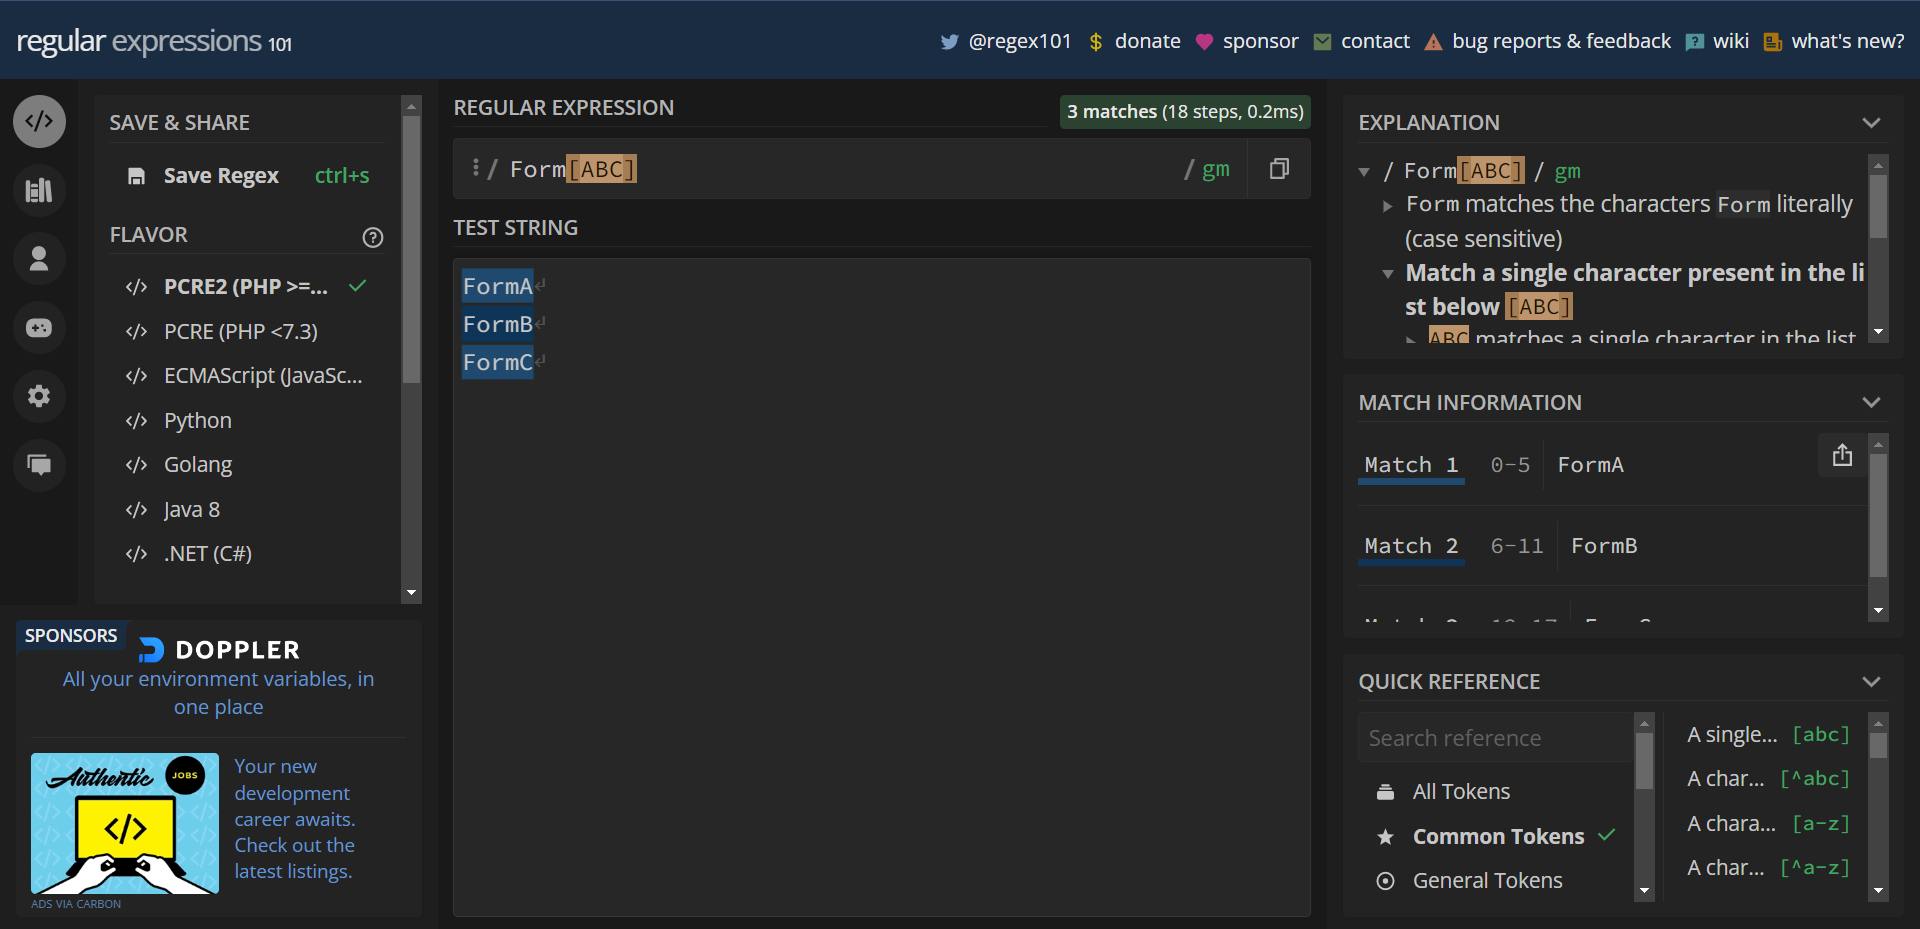 regular expressions 101
@regex101 $ donate sponsor contact bug reports & feedback wiki what's new?
SAVE & SHARE
Save Regex ctrl+s
FLAVOR
</> PCRE2 (PHP >=...
</> PCRE (PHP <7.3)
</> ECMAScript (JavaSc...
</> Python
</> Golang
</> Java 8
</> .NET (C#)
SPONSORS
DOPPLER
All your environment variables, in
one place
Authentic JOBS
</>
Your new
development
career awaits.
Check out the
latest listings.
ADS VIA CARBON
REGULAR EXPRESSION
3 matches (18 steps, 0.2ms)
/ Form[ABC] / gm
TEST STRING
FormA
FormB
FormC
EXPLANATION
/ Form[ABC] / gm
Form matches the characters Form literally
(case sensitive)
Match a single character present in the li
st below [ABC]
ABC matches a single character in the list
MATCH INFORMATION
Match 1 0-5 FormA
Match 2 6-11 FormB
QUICK REFERENCE
Search reference
All Tokens
Common Tokens
General Tokens
A single... [abc]
A char... [^abc]
A chara... [a-z]
A char... [^a-z]